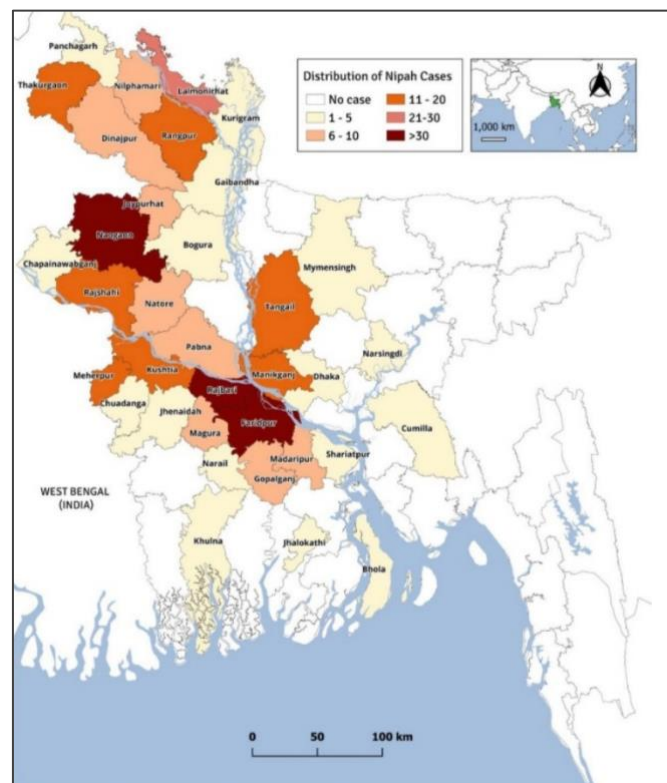 Panchagarh
Thakurgaon
Nilphamari
Lalmonichat
Dinajpur
Rangpur
Kurigram
Gaibandha
Joypurhat
Naogaon
Bogura
Chapainawabganj
Rajshahi
Natore
Mymensingh
Tangail
Pabna
Narsingdi
Meherpur
Kushtia
Manikganj
Dhaka
Rajbari
Chuadanga
Jhenaidah
Faridpur
Cumilla
Magura
Madaripur
Shariatpur
Narail
Gopalganj
WEST BENGAL
(INDIA)
Khulna
Jhalokathi
Bhola
Distribution of Nipah Cases
No case
1 - 5
6 - 10
11 - 20
21-30
>30
N
1,000 km
0 50 100 km